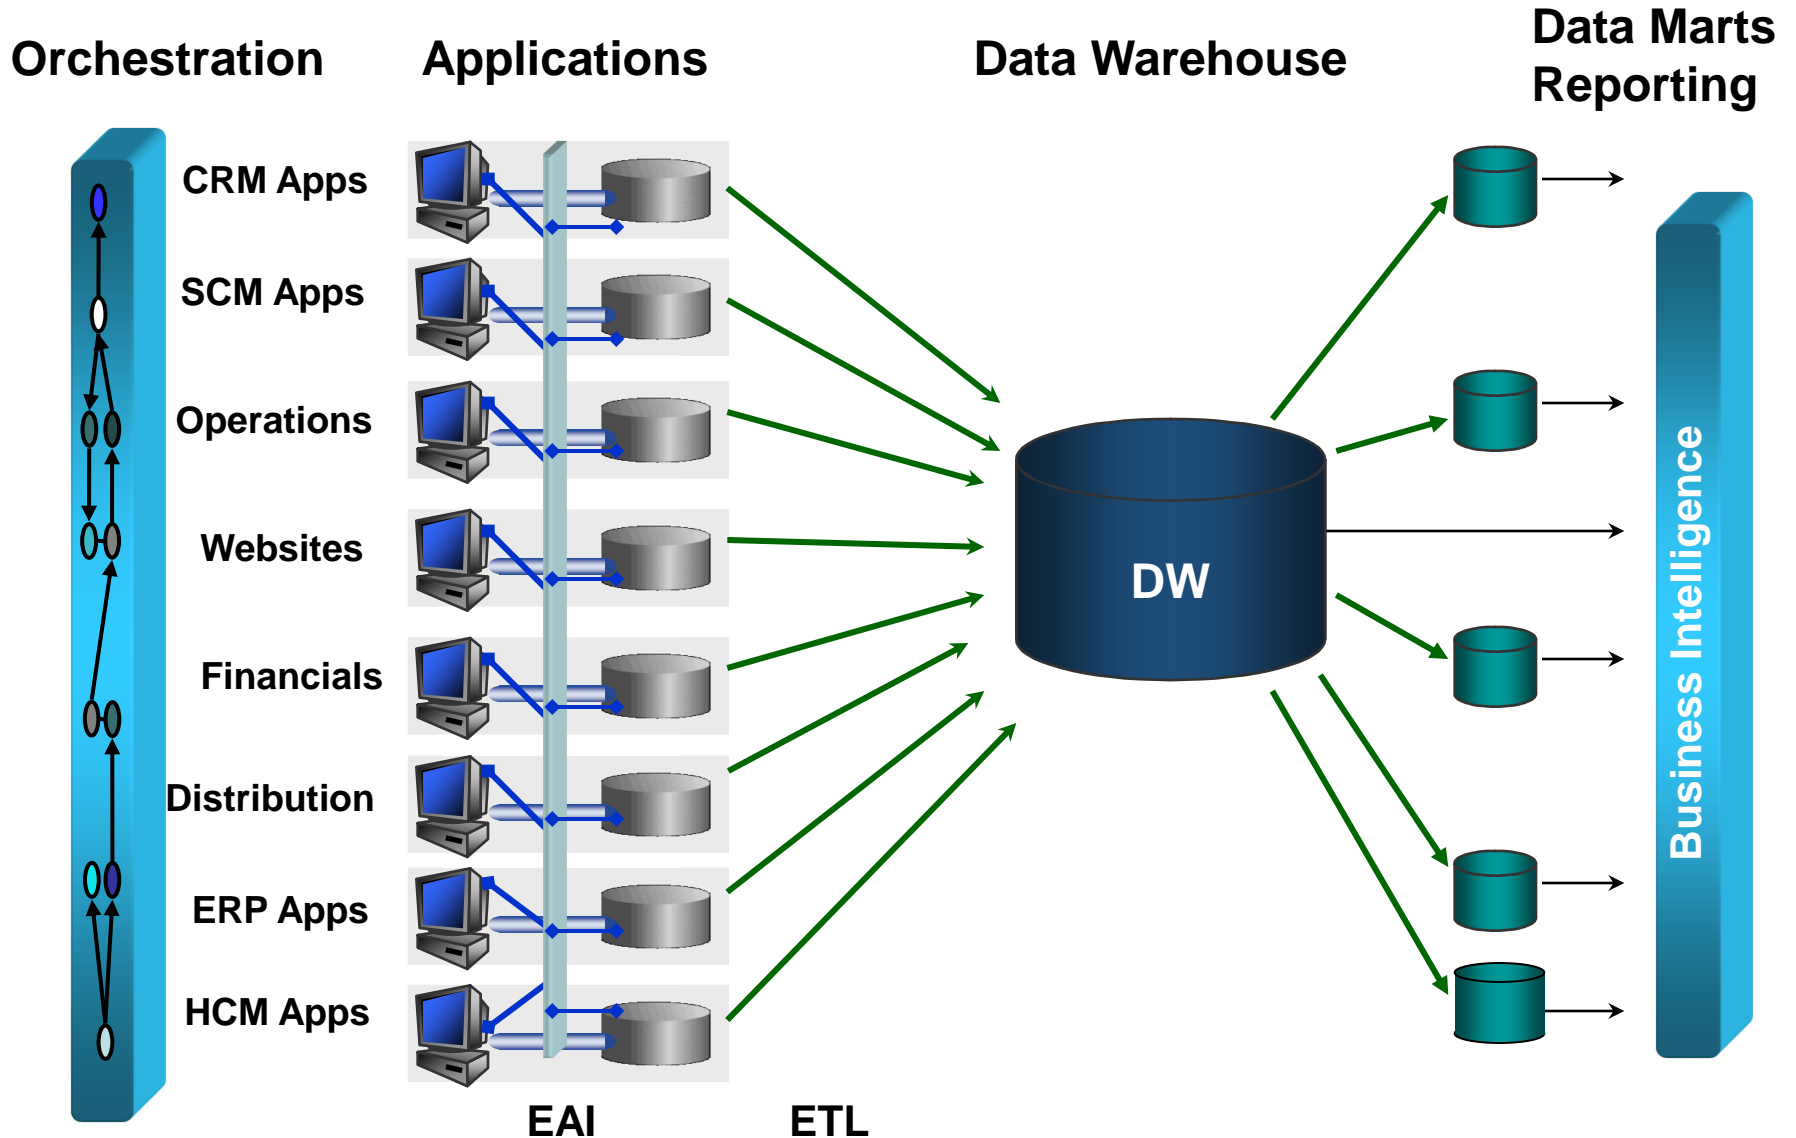 Orchestration
Applications
Data Warehouse
Data Marts
Reporting
CRM Apps
SCM Apps
Operations
Websites
Financials
Distribution
ERP Apps
HCM Apps
DW
Business Intelligence
EAI
ETL